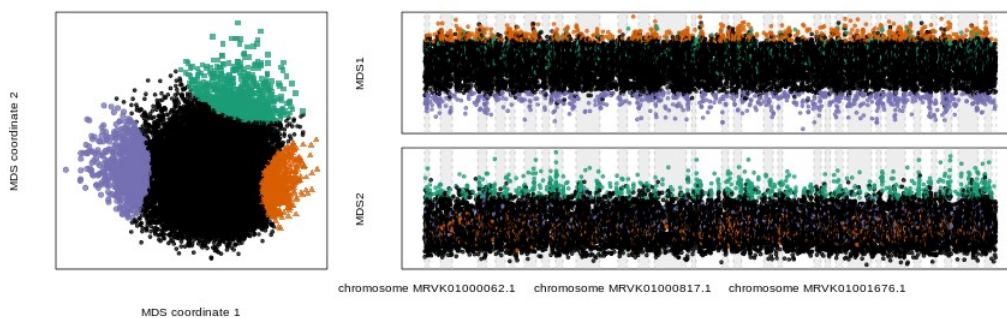 MDS coordinate 2
MDS coordinate 1
MDS1
MDS2
chromosome MRVK01000062.1 chromosome MRVK01000817.1 chromosome MRVK01001676.1